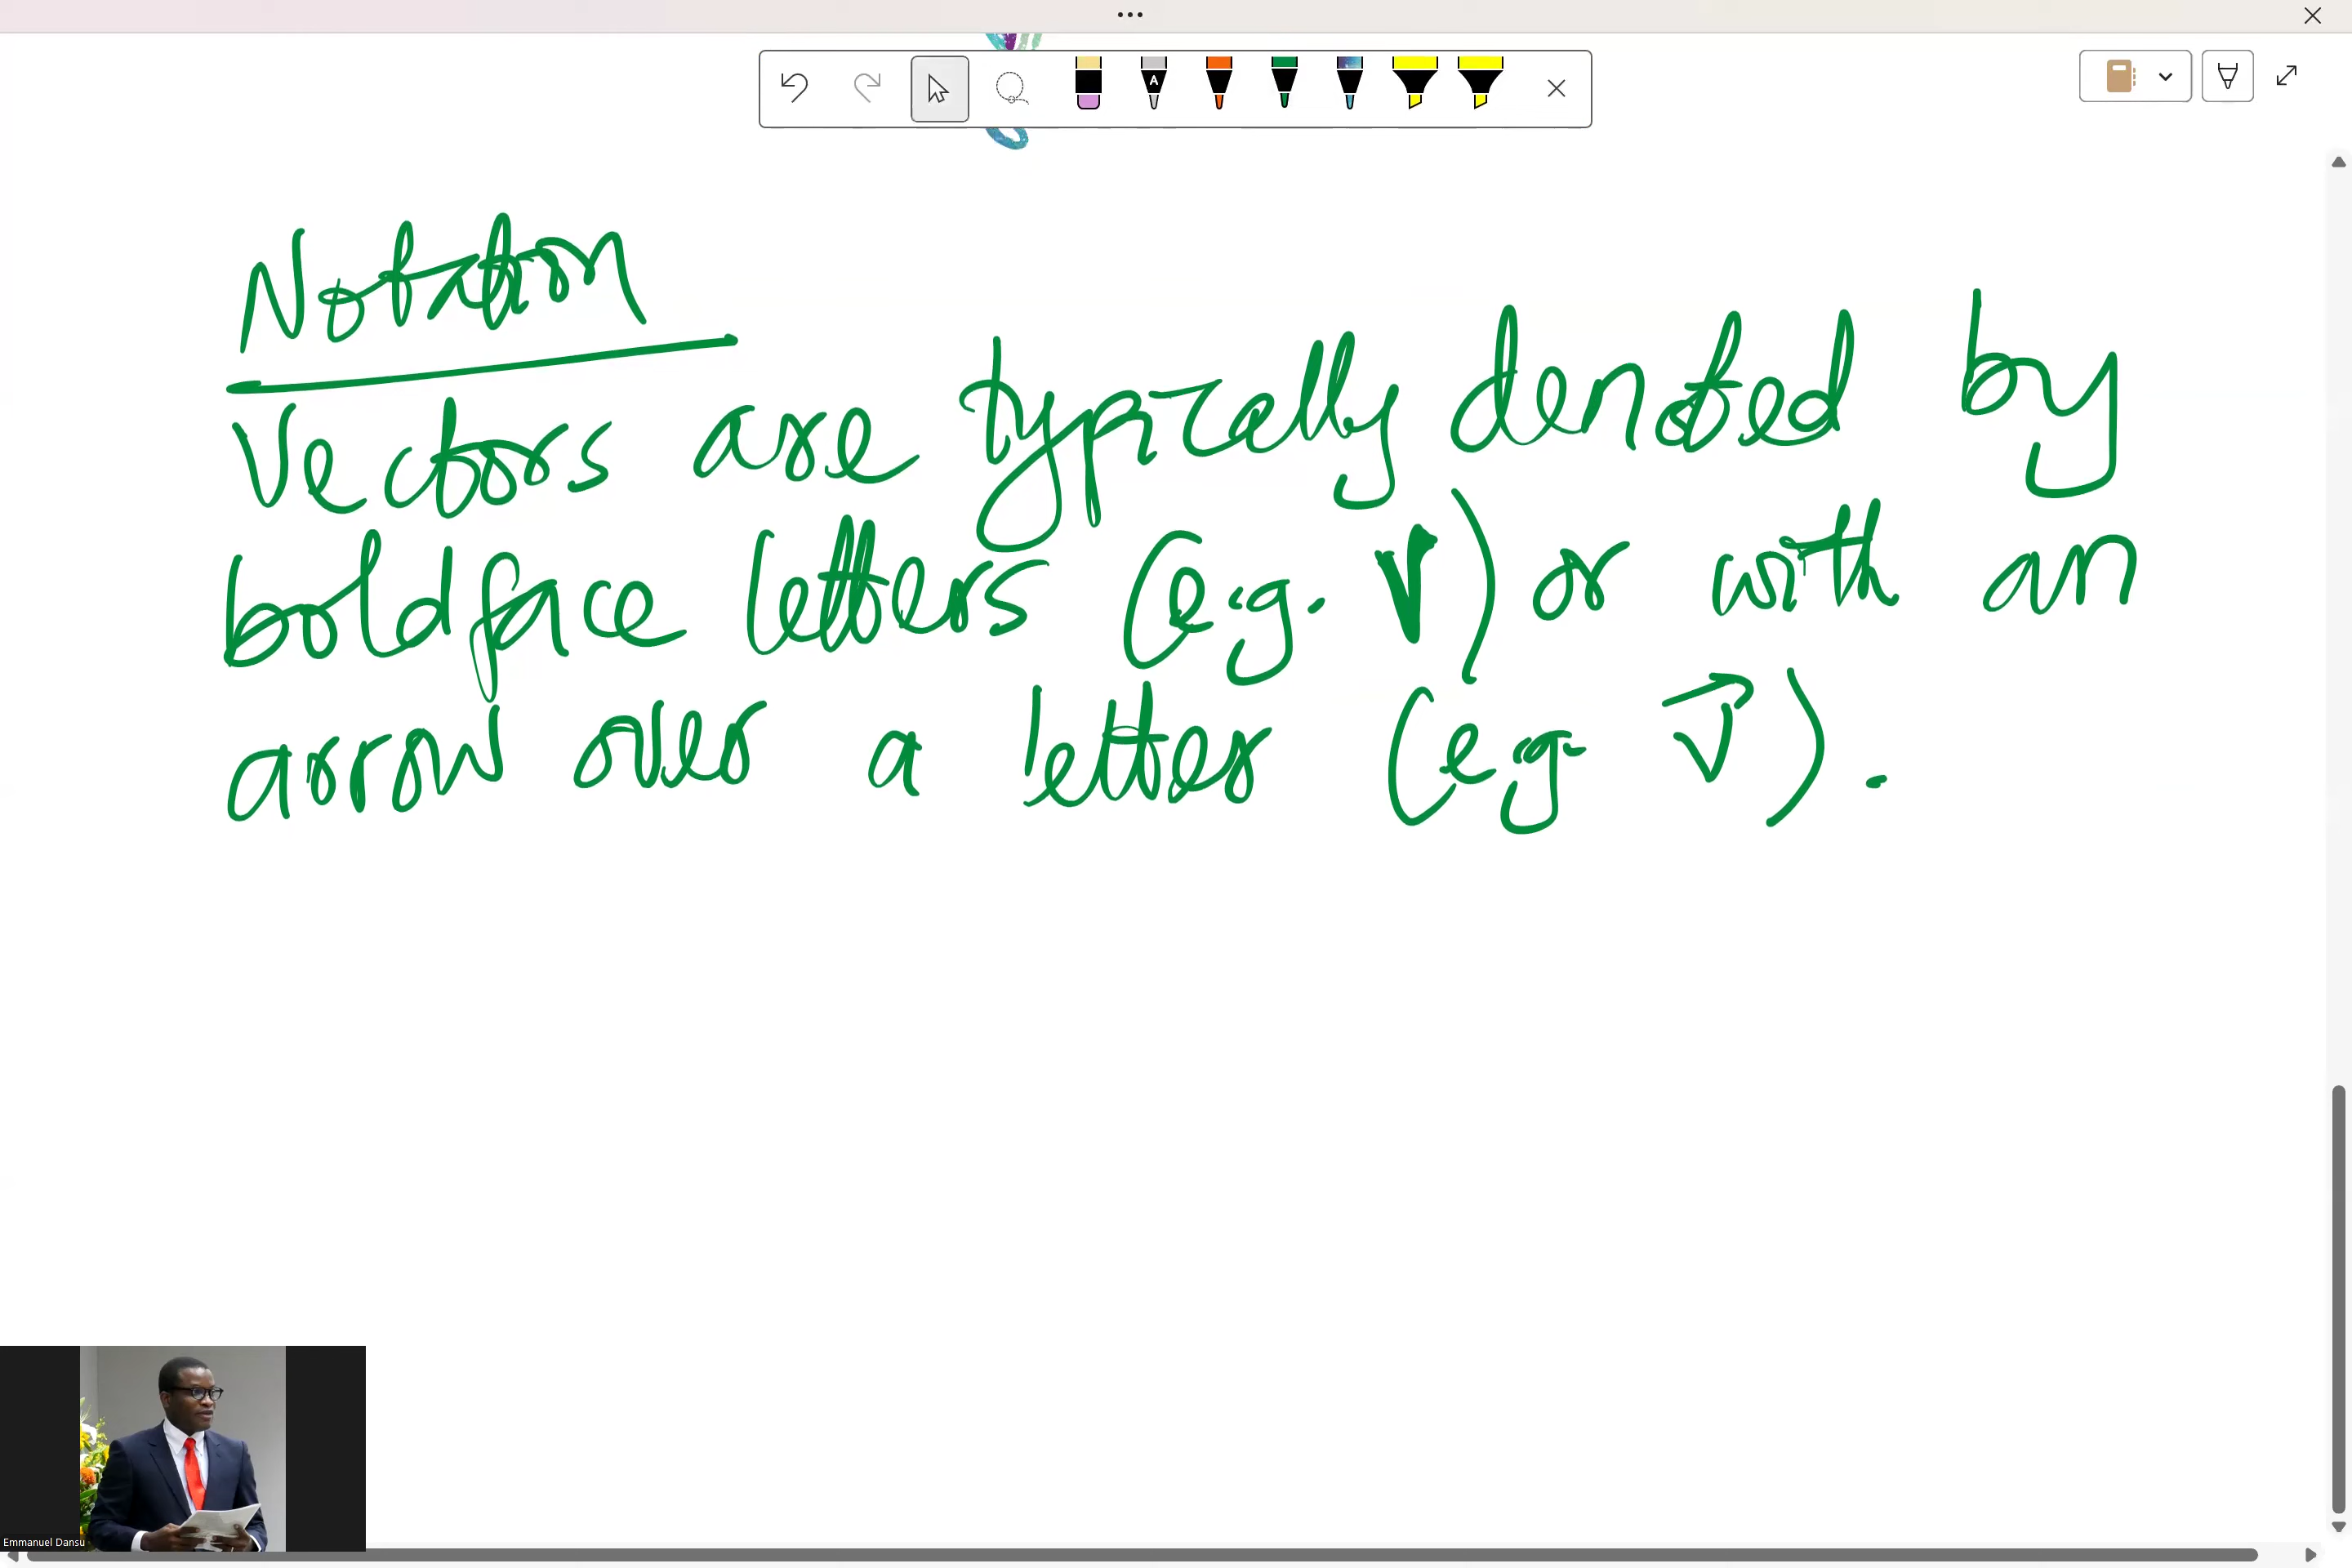 Notation
Vectors are typically denoted by
boldface letters (e.g. **v**) or with an
arrow over a letter (e.g. v⃗).
A
Emmanuel Dansu